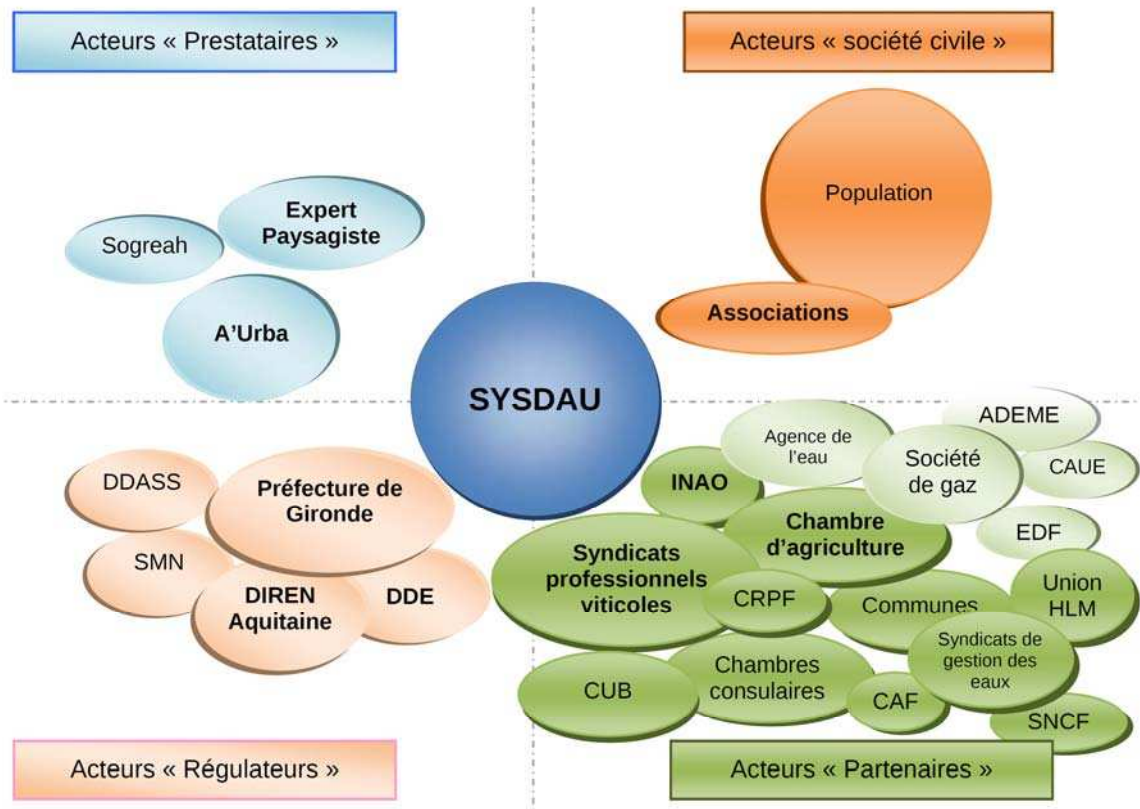 Acteurs « Prestataires »
Acteurs « société civile »
Sogreah
Expert
Paysagiste
A’Urba
Population
Associations
SYSDAU
DDASS
Préfecture de
Gironde
SMN
DIREN
Aquitaine
DDE
ADEME
Agence de
l’eau
Société
de gaz
CAUE
INAO
Chambre
d’agriculture
EDF
Syndicats
professionnels
viticoles
CRPF
Communes
Union
HLM
Syndicats de
gestion des
eaux
Chambres
consulaires
CUB
CAF
SNCF
Acteurs « Régulateurs »
Acteurs « Partenaires »